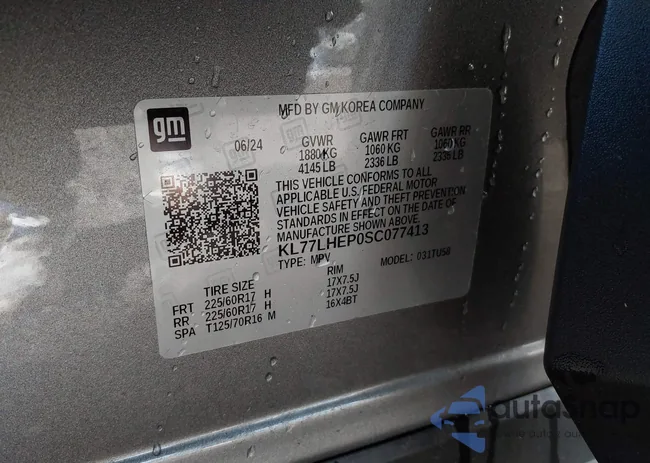 MFD BY GM KOREA COMPANY
gm
06/24 GVWR GAWR FRT GAWR RR
1880 KG 1060 KG 1060 KG
4145 LB 2336 LB 2336 LB
THIS VEHICLE CONFORMS TO ALL
APPLICABLE U.S. FEDERAL MOTOR
VEHICLE SAFETY AND THEFT PREVENTION
STANDARDS IN EFFECT ON THE DATE OF
MANUFACTURE SHOWN ABOVE.
KL77LHEP0SC077413
TYPE: MPV MODEL: 031TU58
TIRE SIZE RIM
FRT 225/60R17 H 17X7.5J
RR 225/60R17 H 17X7.5J
SPA T125/70R16 M 16X4BT
autasnap